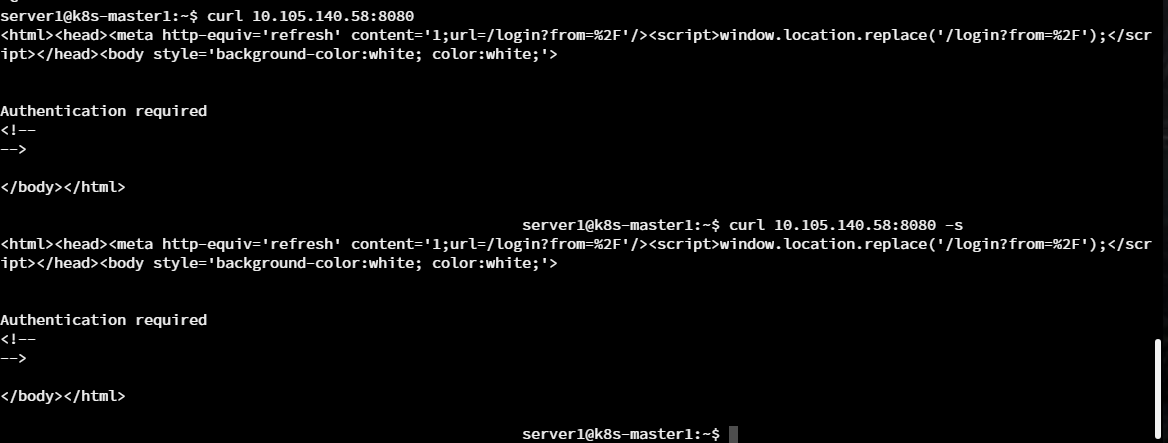 server1@k8s-master1:~$ curl 10.105.140.58:8080
<html><head><meta http-equiv='refresh' content='1;url=/login?from=%2F'/><script>window.location.replace('/login?from=%2F');</scr
ipt></head><body style='background-color:white; color:white;'>
Authentication required
<!--
-->
</body></html>
server1@k8s-master1:~$ curl 10.105.140.58:8080 -s
<html><head><meta http-equiv='refresh' content='1;url=/login?from=%2F'/><script>window.location.replace('/login?from=%2F');</scr
ipt></head><body style='background-color:white; color:white;'>
Authentication required
<!--
-->
</body></html>
server1@k8s-master1:~$